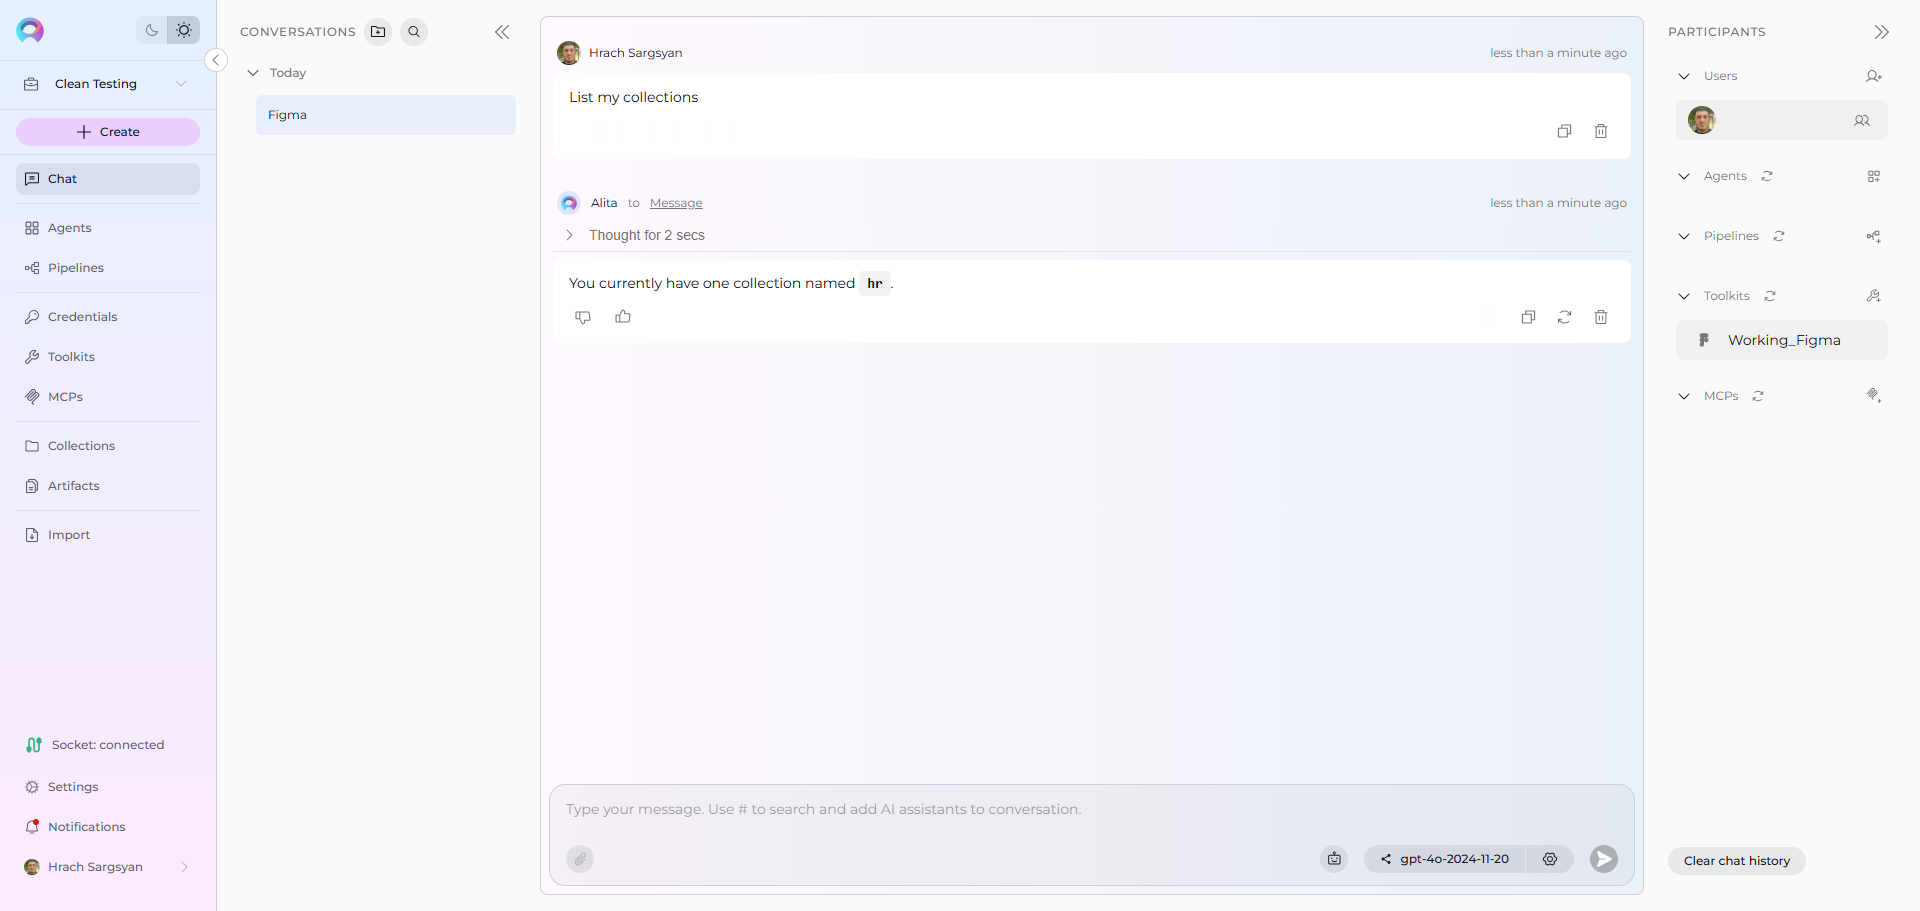 Clean Testing
Create
Chat
Agents
Pipelines
Credentials
Toolkits
MCPs
Collections
Artifacts
Import
Socket: connected
Settings
Notifications
Hrach Sargsyan
CONVERSATIONS
Today
Figma
Hrach Sargsyan
less than a minute ago
List my collections
Alita to Message
less than a minute ago
Thought for 2 secs
You currently have one collection named hr.
Type your message. Use # to search and add AI assistants to conversation.
gpt-4o-2024-11-20
PARTICIPANTS
Users
Agents
Pipelines
Toolkits
Working_Figma
MCPs
Clear chat history